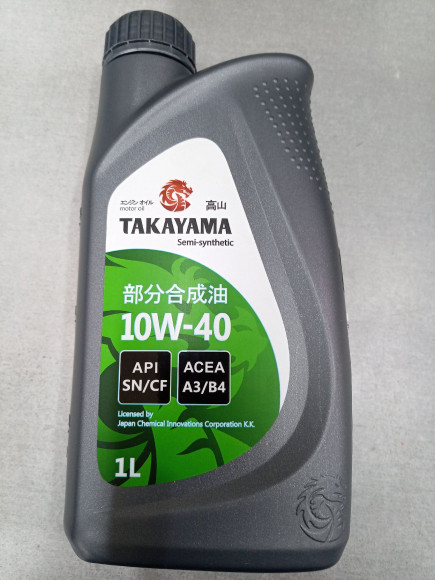 エンジン オイル
motor oil
高山
TAKAYAMA
Semi-synthetic
部分合成油
10W-40
API
SN/CF
ACEA
A3/B4
Licensed by
Japan Chemical Innovations Corporation K.K.
1L